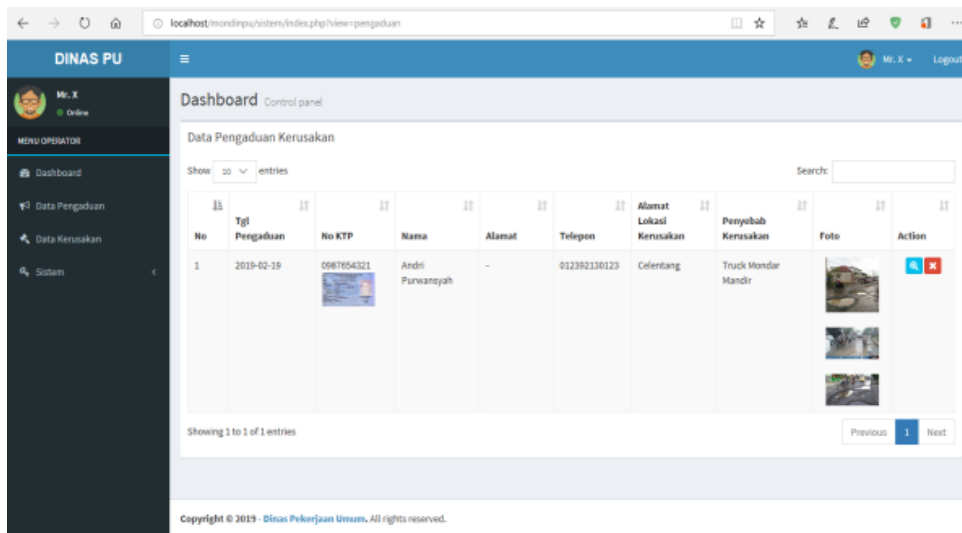 localhost/mondinpu/sistem/index.php?view=pengaduan
DINAS PU
Mr. X
Logout
Mr. X
Online
Dashboard Control panel
MENU OPERATOR
Data Pengaduan Kerusakan
Dashboard
Show 10 entries
Search:
Data Pengaduan
Data Kerusakan
Sistem
No Tgl Pengaduan No KTP Nama Alamat Telepon Alamat Lokasi Kerusakan Penyebab Kerusakan Foto Action
1 2019-02-19 0987654321 Andri Purwansyah - 012392130123 Celentang Truck Mondar Mandir
Showing 1 to 1 of 1 entries
Previous 1 Next
Copyright © 2019 - Dinas Pekerjaan Umum. All rights reserved.